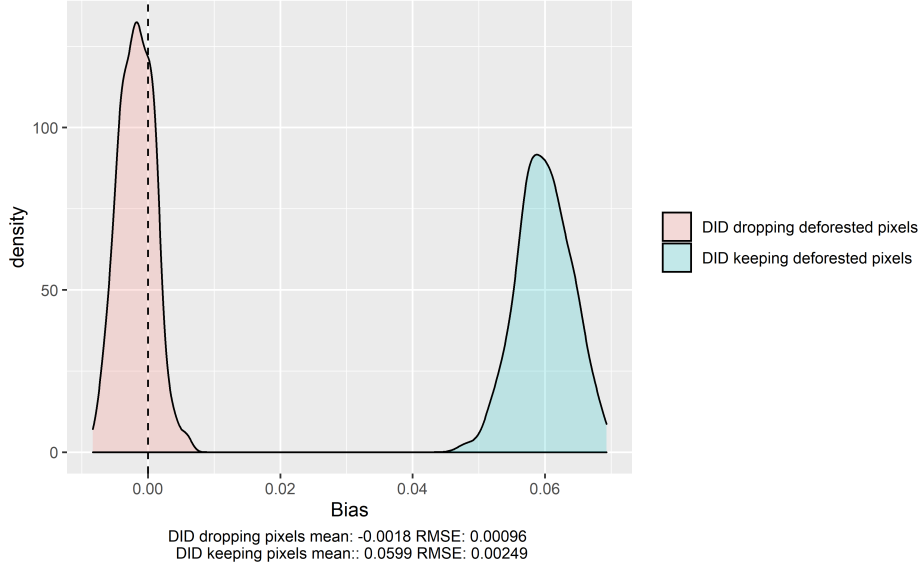 density
100
50
0
0.00
0.02
0.04
0.06
Bias
DID dropping deforested pixels
DID keeping deforested pixels
DID dropping pixels mean: -0.0018 RMSE: 0.00096
DID keeping pixels mean:: 0.0599 RMSE: 0.00249